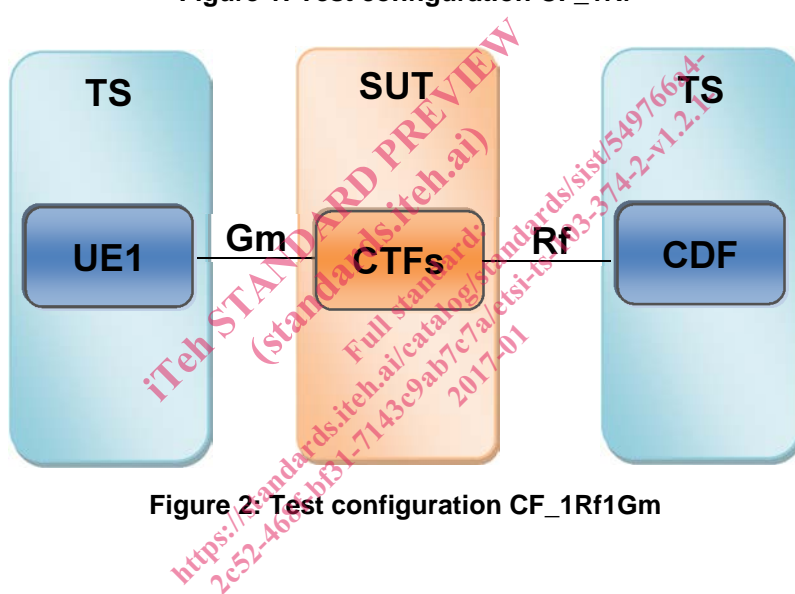 Figure 1: Test configuration CF_1Rf
TS
SUT
TS
UE1
Gm
CTFs
Rf
CDF
iTeh STANDARD PREVIEW
(standards.iteh.ai)
Full standard:
https://standards.iteh.ai/catalog/standards/sist/549766a4-
2c52-4686-bf31-7143c9ab7c7a/etsi-ts-103-374-2-v1.2.1-
2017-01
Figure 2: Test configuration CF_1Rf1Gm